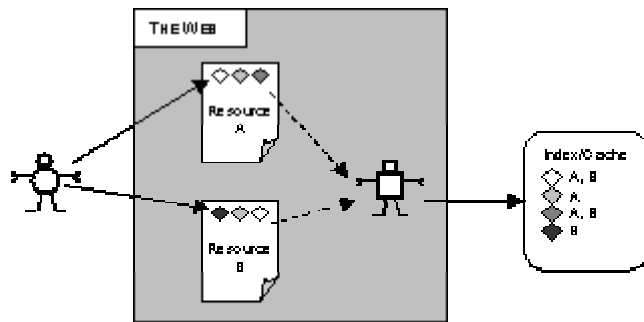 THE WEB
Resource
A
Resource
B
Index/Cache
A, B
A
A, B
B